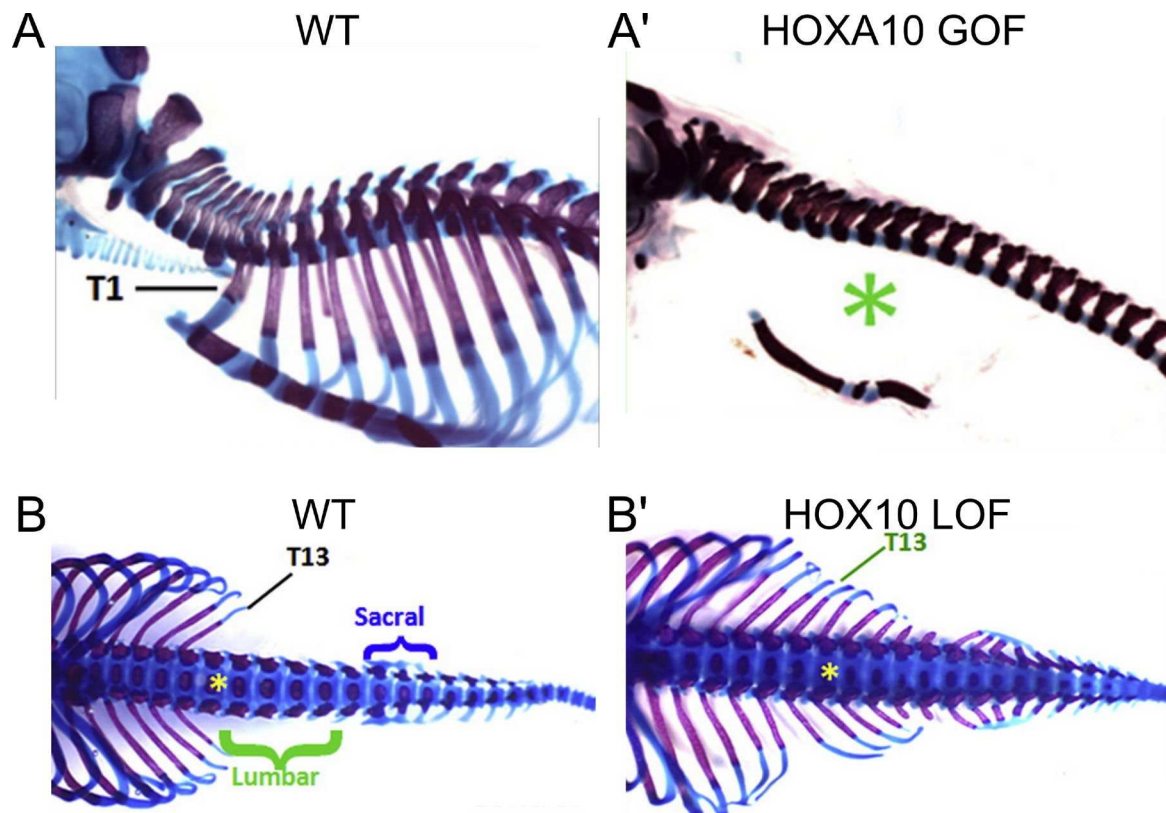 A WT A' HOXA10 GOF
T1
*
B WT B' HOX10 LOF
T13 T13
Sacral
* *
Lumbar